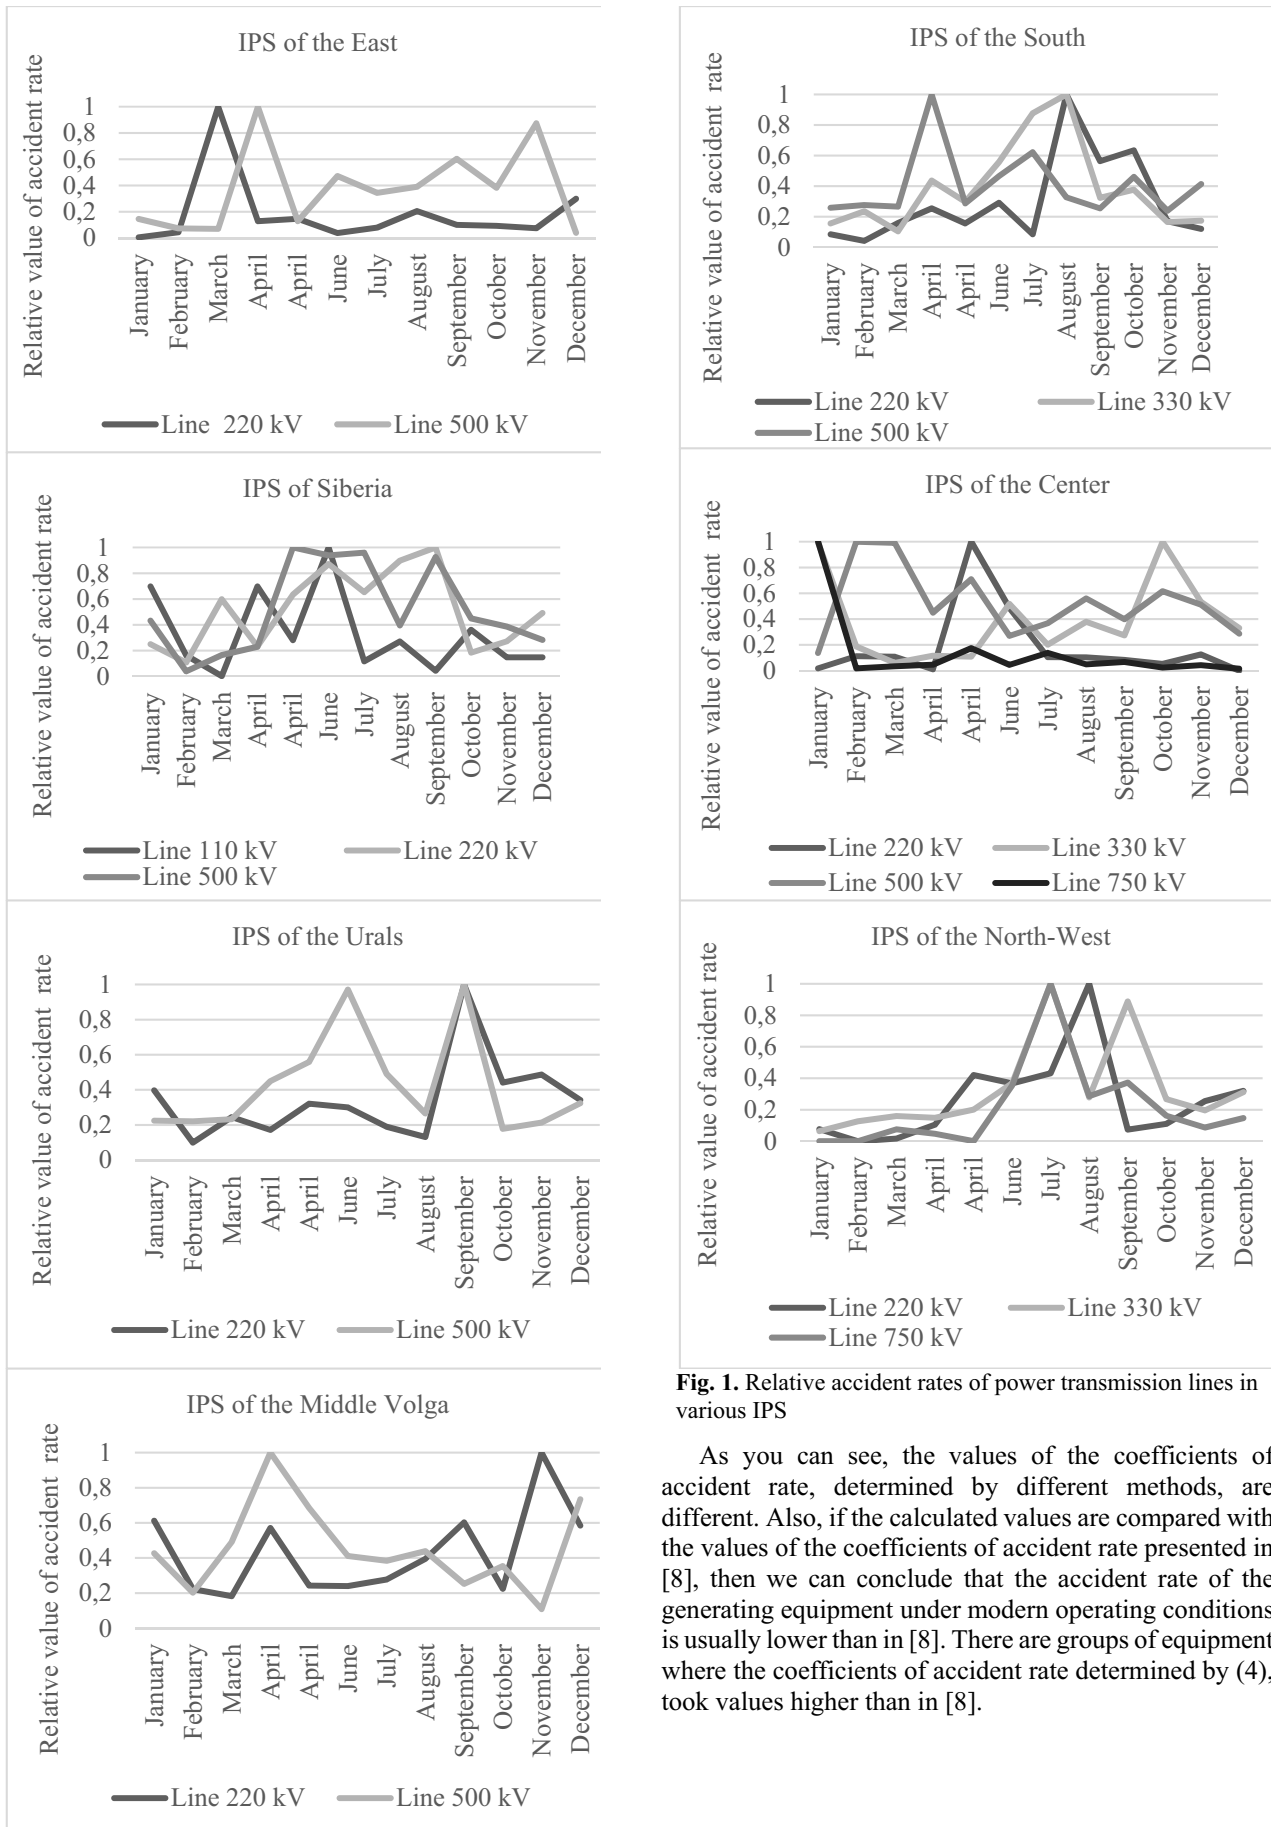 IPS of the East
Relative value of accident rate
1
0,8
0,6
0,4
0,2
0
January
February
March
April
April
June
July
August
September
October
November
December
Line 220 kV
Line 500 kV
IPS of Siberia
Relative value of accident rate
1
0,8
0,6
0,4
0,2
0
January
February
March
April
April
June
July
August
September
October
November
December
Line 110 kV
Line 220 kV
Line 500 kV
IPS of the Urals
Relative value of accident rate
1
0,8
0,6
0,4
0,2
0
January
February
March
April
April
June
July
August
September
October
November
December
Line 220 kV
Line 500 kV
IPS of the Middle Volga
Relative value of accident rate
1
0,8
0,6
0,4
0,2
0
January
February
March
April
April
June
July
August
September
October
November
December
Line 220 kV
Line 500 kV
IPS of the South
Relative value of accident rate
1
0,8
0,6
0,4
0,2
0
January
February
March
April
April
June
July
August
September
October
November
December
Line 220 kV
Line 330 kV
Line 500 kV
IPS of the Center
Relative value of accident rate
1
0,8
0,6
0,4
0,2
0
January
February
March
April
April
June
July
August
September
October
November
December
Line 220 kV
Line 330 kV
Line 500 kV
Line 750 kV
IPS of the North-West
Relative value of accident rate
1
0,8
0,6
0,4
0,2
0
January
February
March
April
April
June
July
August
September
October
November
December
Line 220 kV
Line 330 kV
Line 750 kV
Fig. 1. Relative accident rates of power transmission lines in
various IPS
As you can see, the values of the coefficients of
accident rate, determined by different methods, are
different. Also, if the calculated values are compared with
the values of the coefficients of accident rate presented in
[8], then we can conclude that the accident rate of the
generating equipment under modern operating conditions
is usually lower than in [8]. There are groups of equipment
where the coefficients of accident rate determined by (4),
took values higher than in [8].